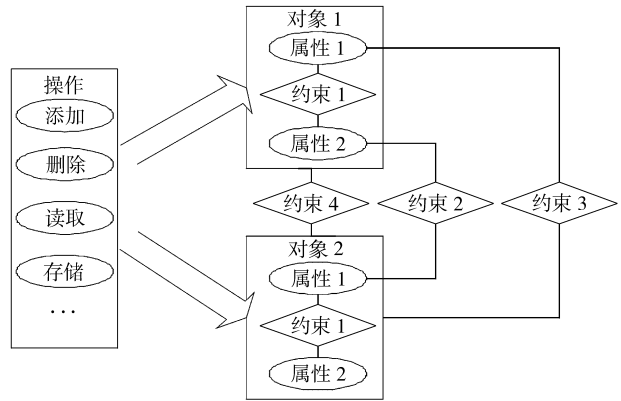 操作
添加
删除
读取
存储
...
对象 1
属性 1
约束 1
属性 2
约束 4
约束 2
约束 3
对象 2
属性 1
约束 1
属性 2